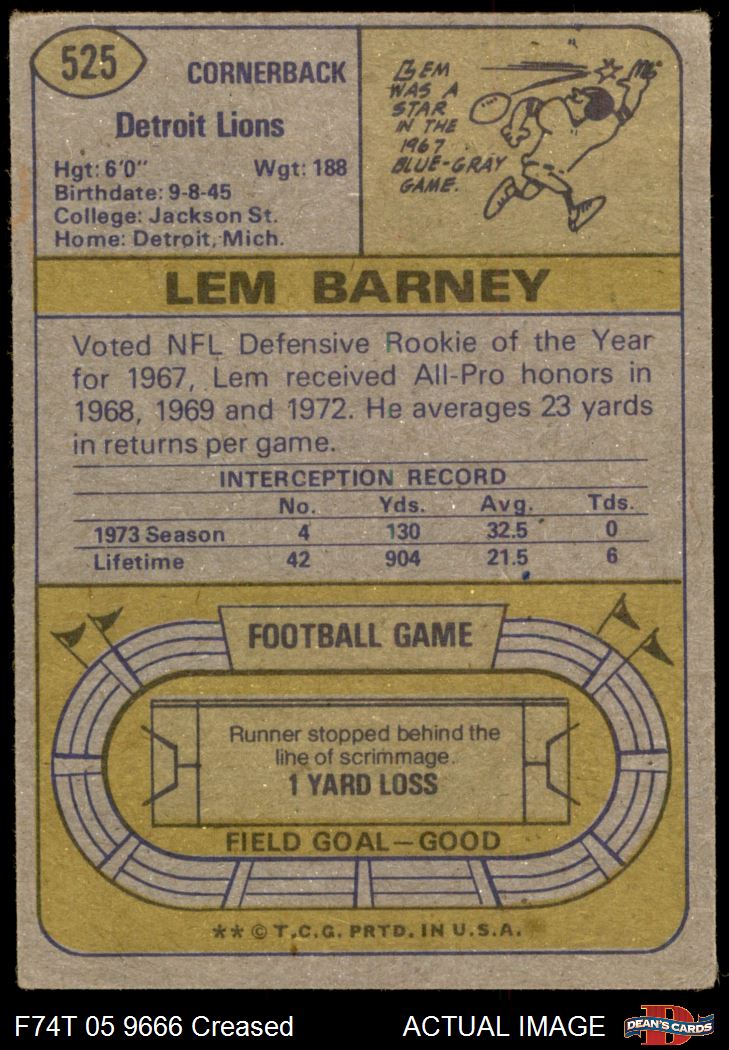 525
CORNERBACK
Detroit Lions
Hgt: 6'0" Wgt: 188
Birthdate: 9-8-45
College: Jackson St.
Home: Detroit, Mich.
LEM
WAS A
STAR
IN THE
1967
BLUE-GRAY
GAME.
LEM BARNEY
Voted NFL Defensive Rookie of the Year
for 1967, Lem received All-Pro honors in
1968, 1969 and 1972. He averages 23 yards
in returns per game.
INTERCEPTION RECORD
No. Yds. Avg. Tds.
1973 Season 4 130 32.5 0
Lifetime 42 904 21.5 6
FOOTBALL GAME
Runner stopped behind the
line of scrimmage.
1 YARD LOSS
FIELD GOAL—GOOD
** © T.C.G. PRTD. IN U.S.A.
F74T 05 9666 Creased ACTUAL IMAGE
DEAN'S CARDS